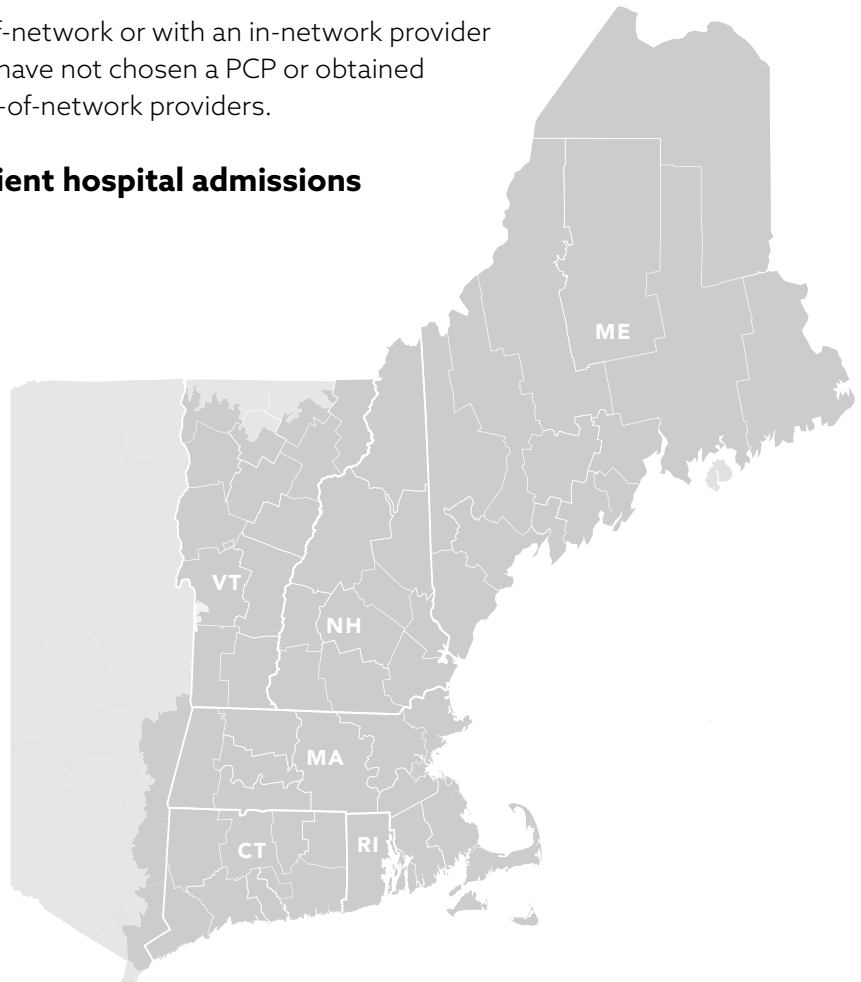 f-network or with an in-network provider
have not chosen a PCP or obtained
-of-network providers.
ient hospital admissions
ME
VT
NH
MA
CT
RI